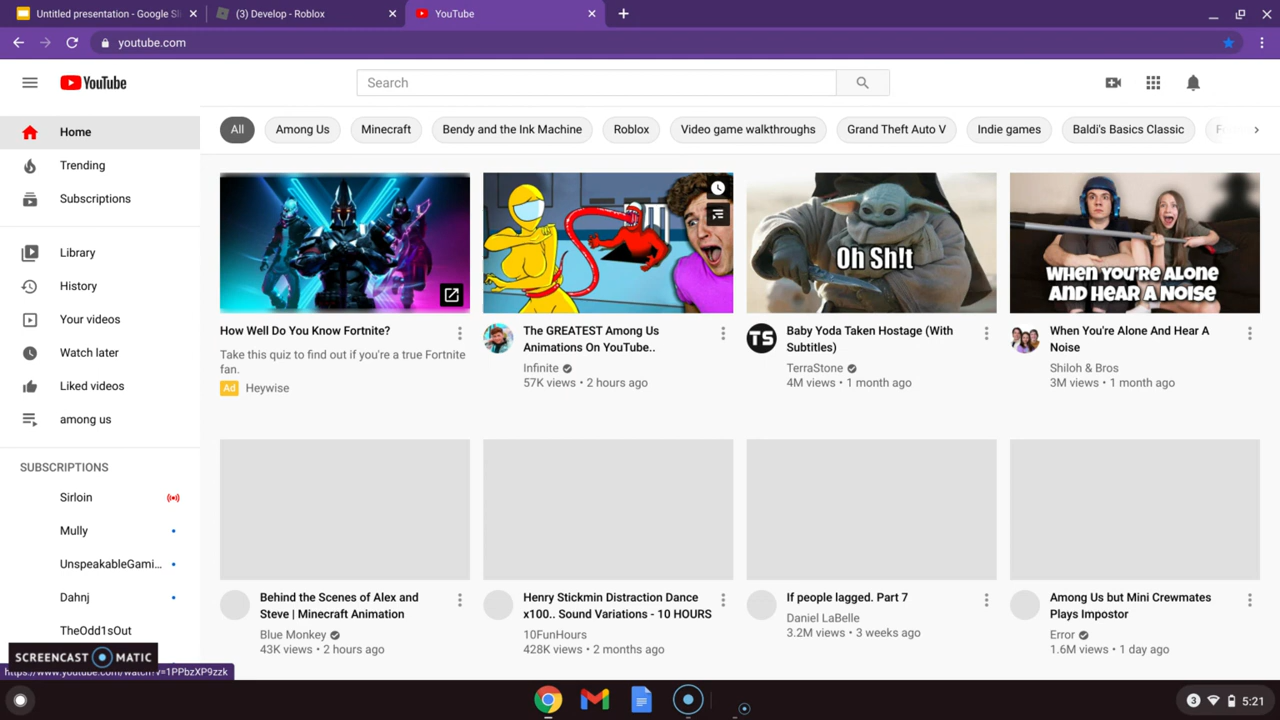 Untitled presentation - Google Sl
(3) Develop - Roblox
YouTube
youtube.com
YouTube
Search
All
Among Us
Minecraft
Bendy and the Ink Machine
Roblox
Video game walkthroughs
Grand Theft Auto V
Indie games
Baldi's Basics Classic
Home
Trending
Subscriptions
Library
History
Your videos
Watch later
Liked videos
among us
SUBSCRIPTIONS
Sirloin
Mully
UnspeakableGami...
Dahnj
TheOdd1sOut
Oh Sh!t
WHEN YOU'RE ALONE
AND HEAR A NOISE
How Well Do You Know Fortnite?
Take this quiz to find out if you're a true Fortnite
fan.
Ad Heywise
The GREATEST Among Us
Animations On YouTube..
Infinite
57K views • 2 hours ago
TS
Baby Yoda Taken Hostage (With
Subtitles)
TerraStone
4M views • 1 month ago
When You're Alone And Hear A
Noise
Shiloh & Bros
3M views • 1 month ago
Behind the Scenes of Alex and
Steve | Minecraft Animation
Blue Monkey
43K views • 2 hours ago
Henry Stickmin Distraction Dance
x100.. Sound Variations - 10 HOURS
10FunHours
428K views • 2 months ago
If people lagged. Part 7
Daniel LaBelle
3.2M views • 3 weeks ago
Among Us but Mini Crewmates
Plays Impostor
Error
1.6M views • 1 day ago
SCREENCAST MATIC
https://www.youtube.com/watch?v=1PPbzXP9zzk
3 5:21